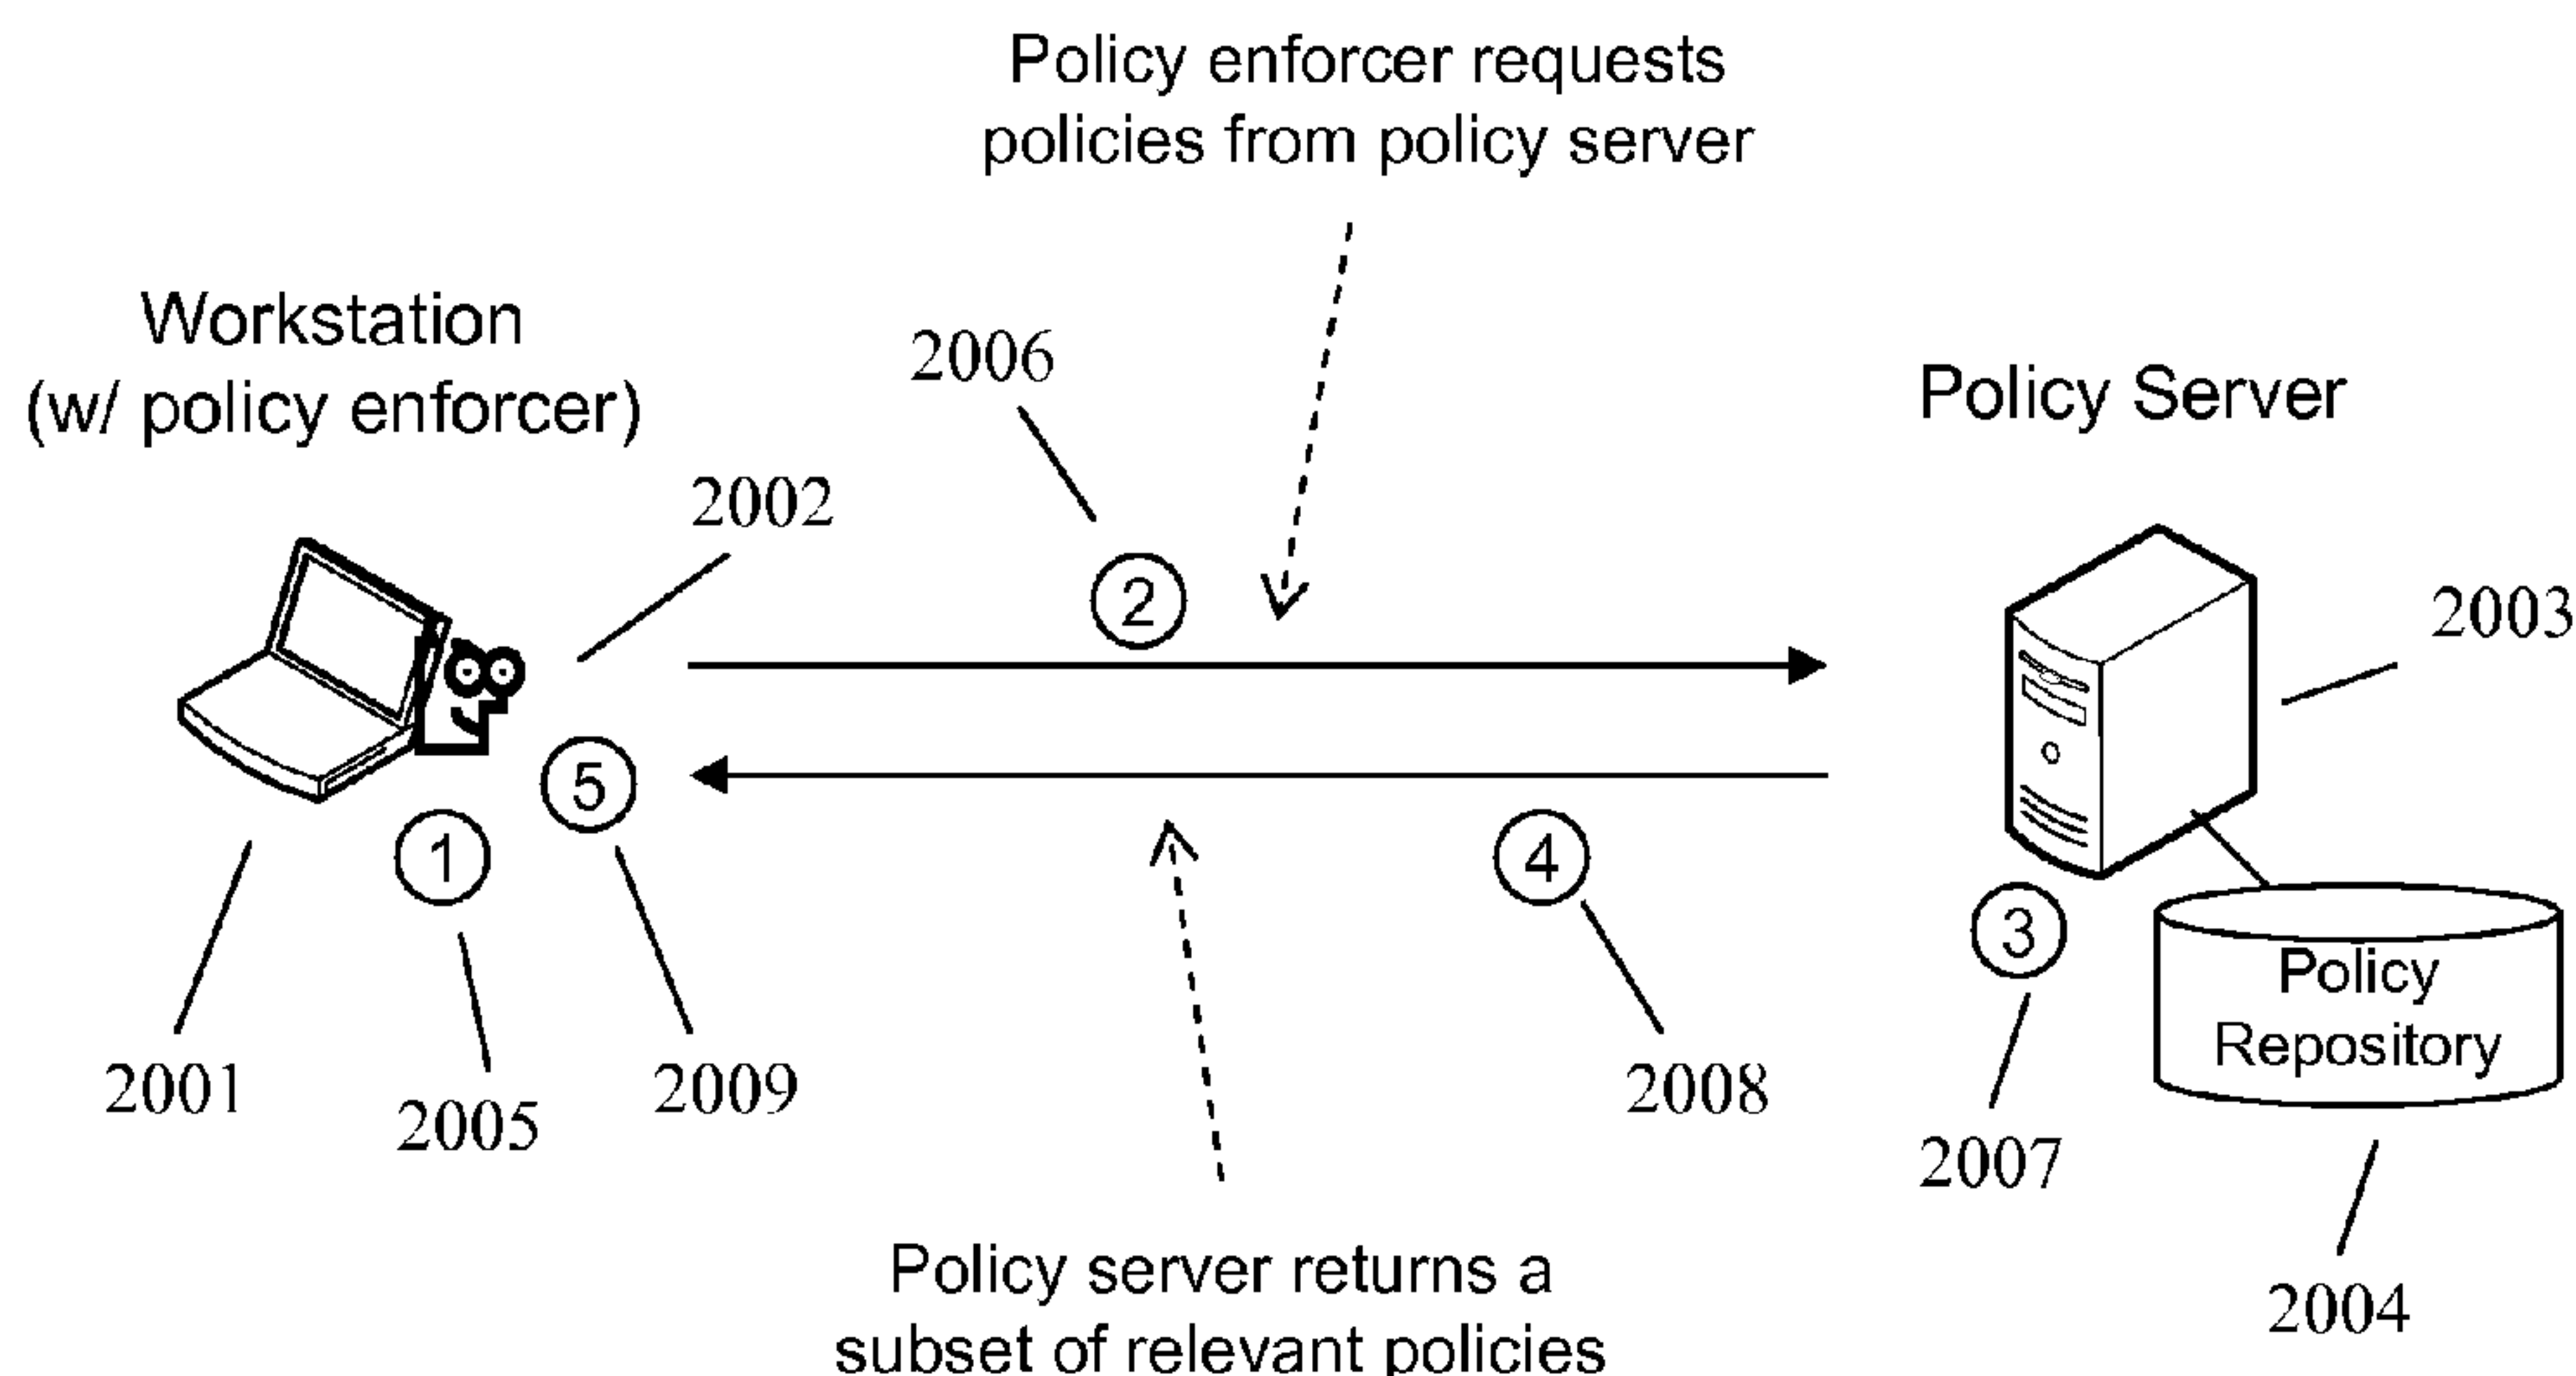 Policy enforcer requests
policies from policy server
Workstation
(w/ policy enforcer)
2006
Policy Server
2002
2
2003
5
1
4
3
Policy
Repository
2001
2005
2009
2008
2007
2004
Policy server returns a
subset of relevant policies